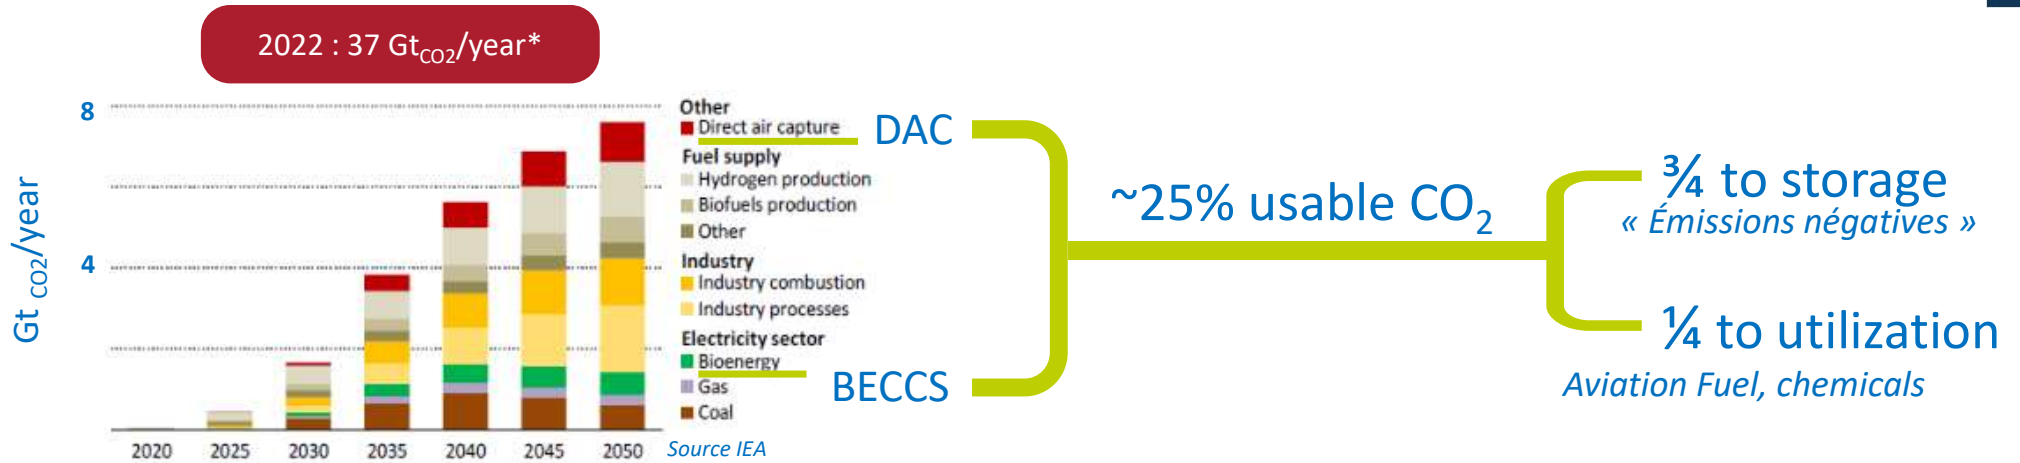 2022 : 37 Gt_CO2/year*
Gt CO2/year
8
4
2020 2025 2030 2035 2040 2045 2050
Source IEA
Other
Direct air capture
Fuel supply
Hydrogen production
Biofuels production
Other
Industry
Industry combustion
Industry processes
Electricity sector
Bioenergy
Gas
Coal
DAC
BECCS
~25% usable CO2
¾ to storage
« Émissions négatives »
¼ to utilization
Aviation Fuel, chemicals